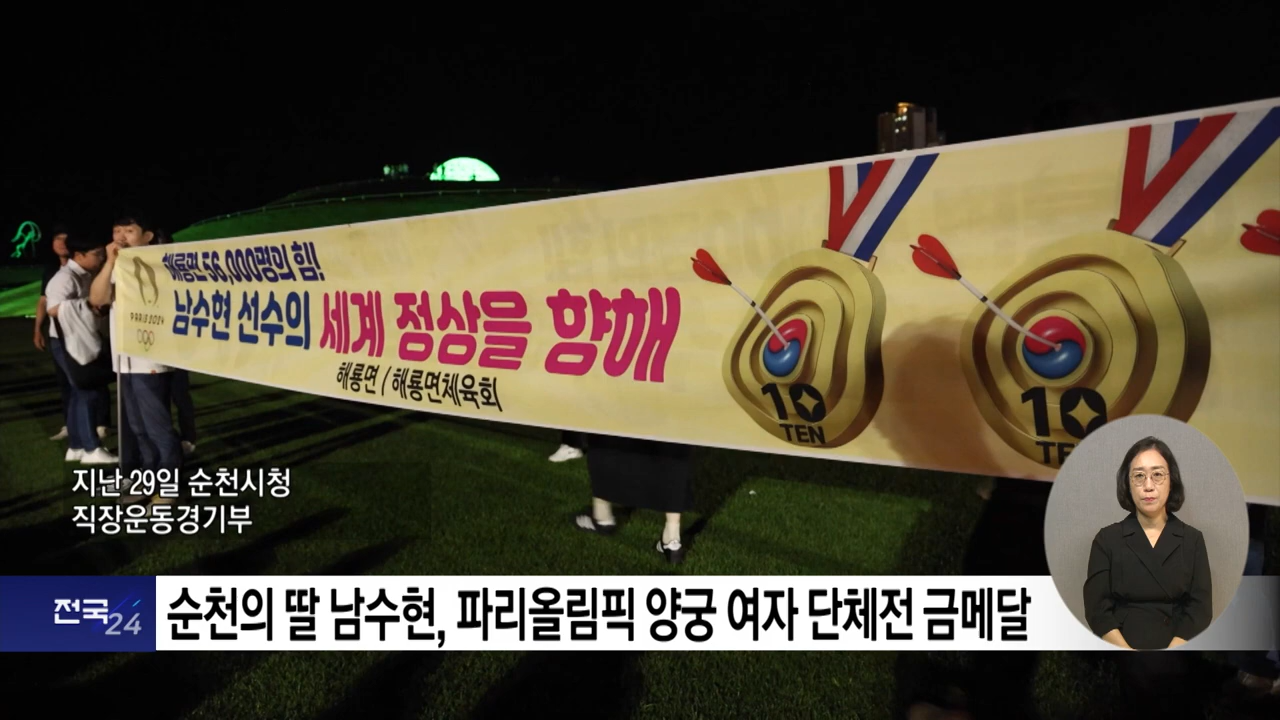 해룡면 56,000명의 힘!
PARIS 2024
남수현 선수의 세계 정상을 향해
해룡면 / 해룡면체육회
10
TEN
10
TEN
지난 29일 순천시청
직장운동경기부
전국24
순천의 딸 남수현, 파리올림픽 양궁 여자 단체전 금메달